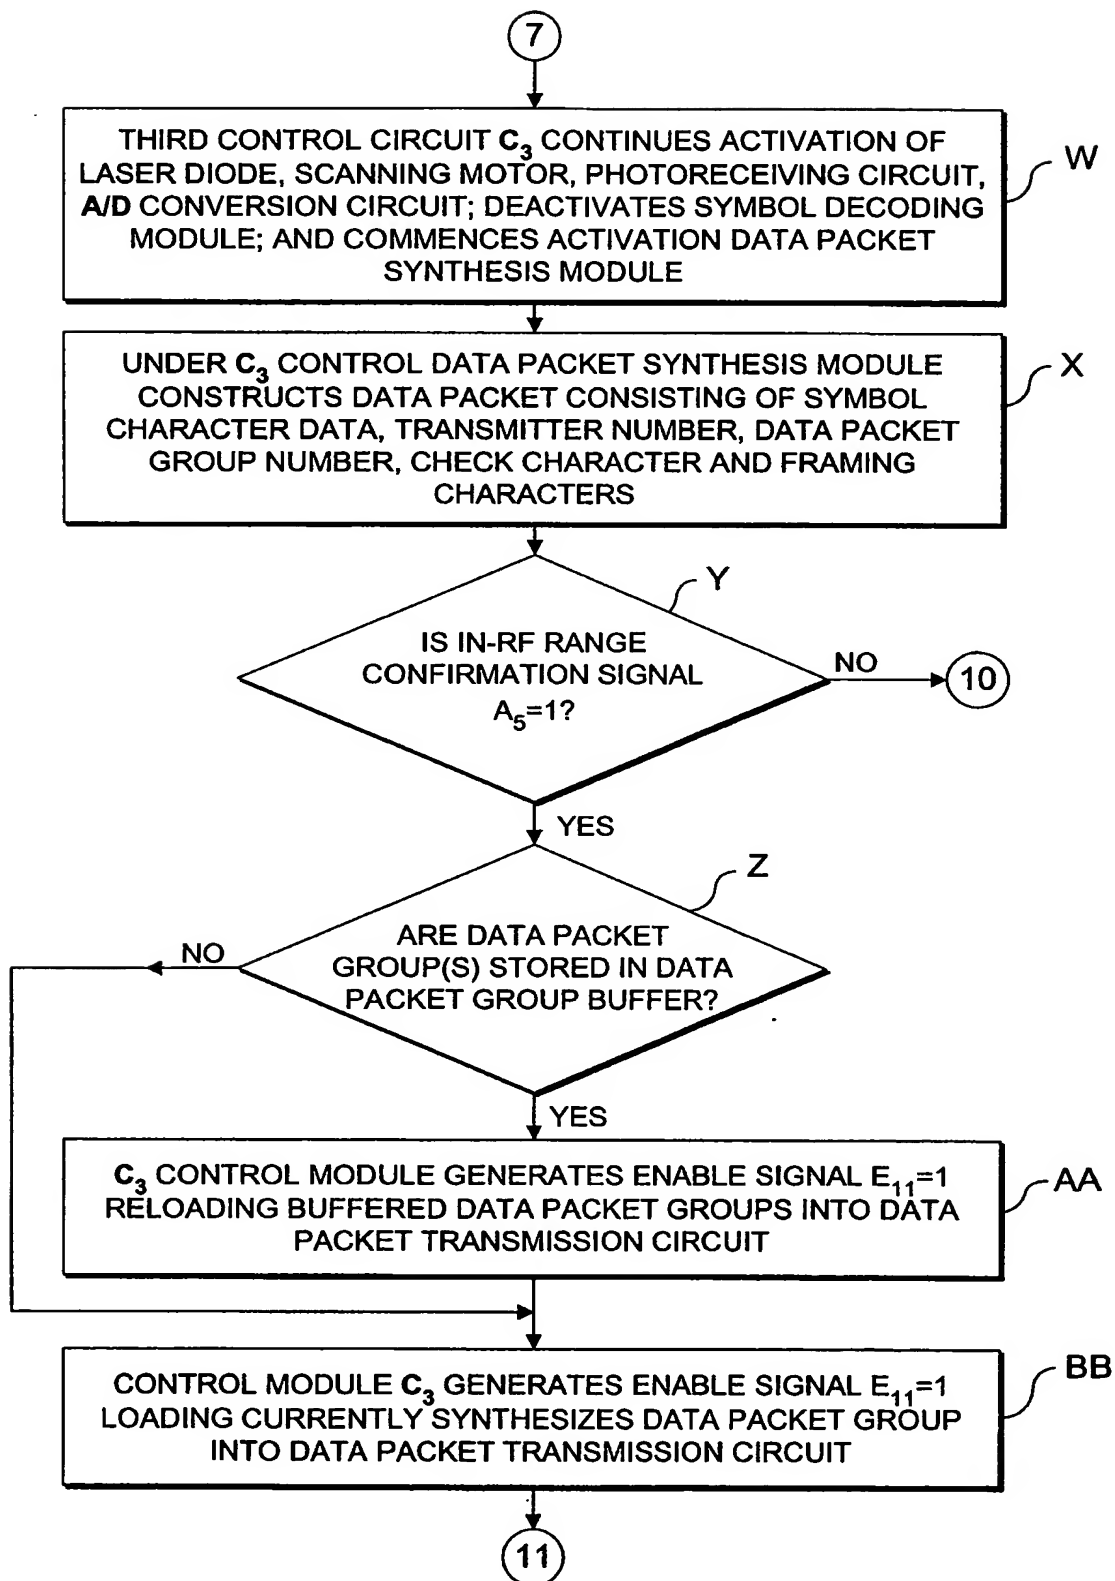 7
THIRD CONTROL CIRCUIT C₃ CONTINUES ACTIVATION OF
LASER DIODE, SCANNING MOTOR, PHOTORECEIVING CIRCUIT,
A/D CONVERSION CIRCUIT; DEACTIVATES SYMBOL DECODING
MODULE; AND COMMENCES ACTIVATION DATA PACKET
SYNTHESIS MODULE
W
UNDER C₃ CONTROL DATA PACKET SYNTHESIS MODULE
CONSTRUCTS DATA PACKET CONSISTING OF SYMBOL
CHARACTER DATA, TRANSMITTER NUMBER, DATA PACKET
GROUP NUMBER, CHECK CHARACTER AND FRAMING
CHARACTERS
X
IS IN-RF RANGE
CONFIRMATION SIGNAL
A₅=1?
Y
NO
10
YES
ARE DATA PACKET
GROUP(S) STORED IN DATA
PACKET GROUP BUFFER?
Z
NO
YES
C₃ CONTROL MODULE GENERATES ENABLE SIGNAL E₁₁=1
RELOADING BUFFERED DATA PACKET GROUPS INTO DATA
PACKET TRANSMISSION CIRCUIT
AA
CONTROL MODULE C₃ GENERATES ENABLE SIGNAL E₁₁=1
LOADING CURRENTLY SYNTHESIZES DATA PACKET GROUP
INTO DATA PACKET TRANSMISSION CIRCUIT
BB
11